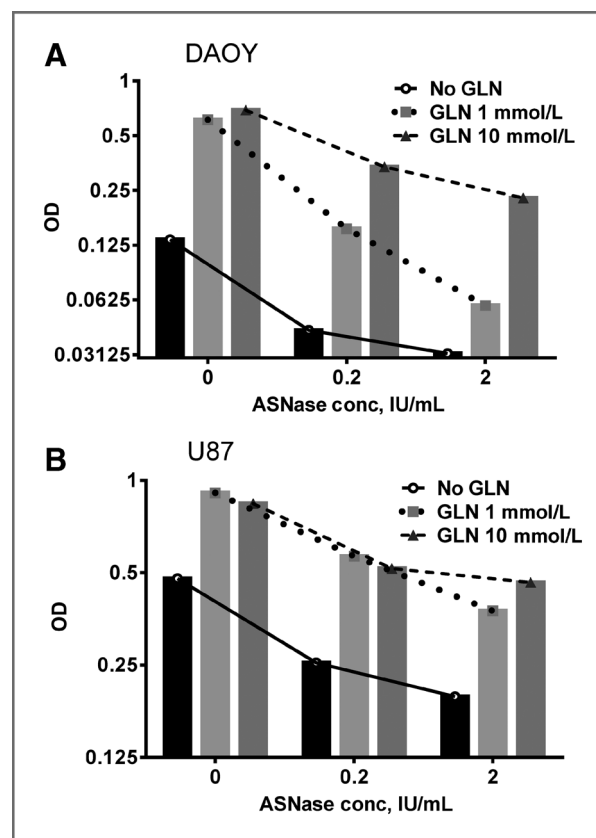 A
DAOY
1
0.5
0.25
0.125
0.0625
0.03125
OD
No GLN
GLN 1 mmol/L
GLN 10 mmol/L
0 0.2 2
ASNase conc, IU/mL
B
U87
1
0.5
0.25
0.125
OD
No GLN
GLN 1 mmol/L
GLN 10 mmol/L
0 0.2 2
ASNase conc, IU/mL